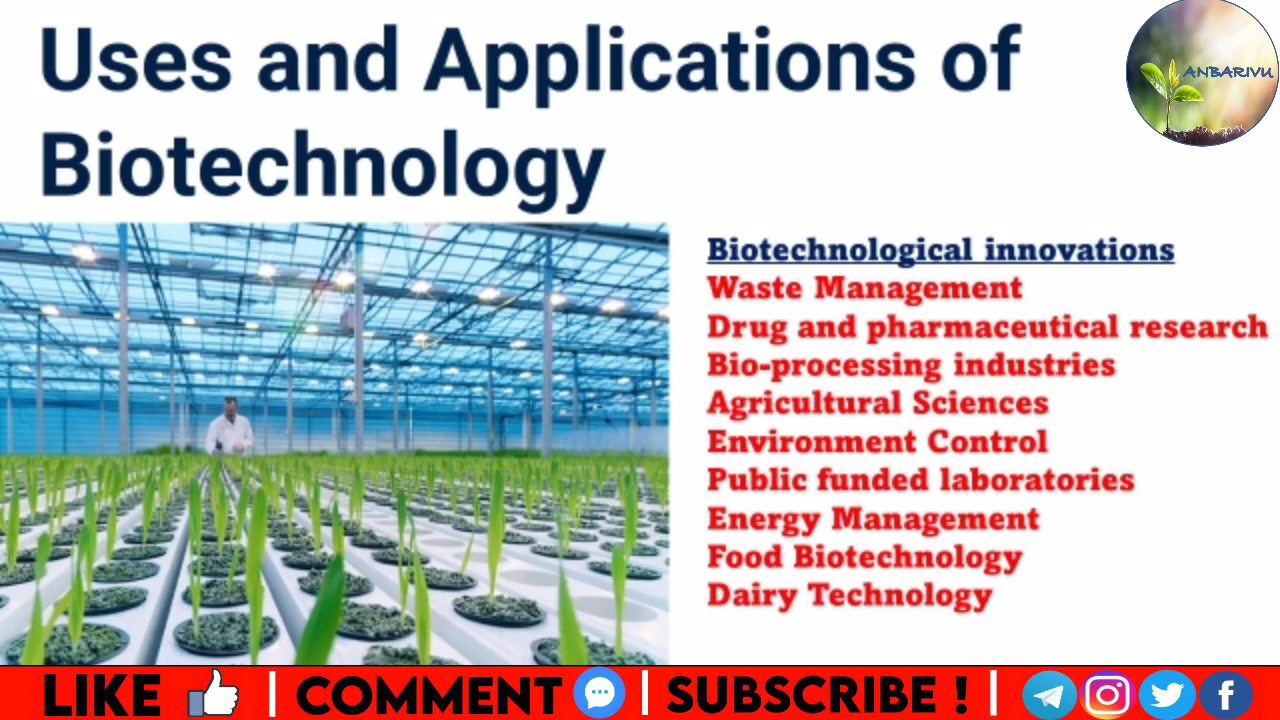 Uses and Applications of
Biotechnology
ANBARIVU
Biotechnological innovations
Waste Management
Drug and pharmaceutical research
Bio-processing industries
Agricultural Sciences
Environment Control
Public funded laboratories
Energy Management
Food Biotechnology
Dairy Technology
LIKE | COMMENT | SUBSCRIBE ! |